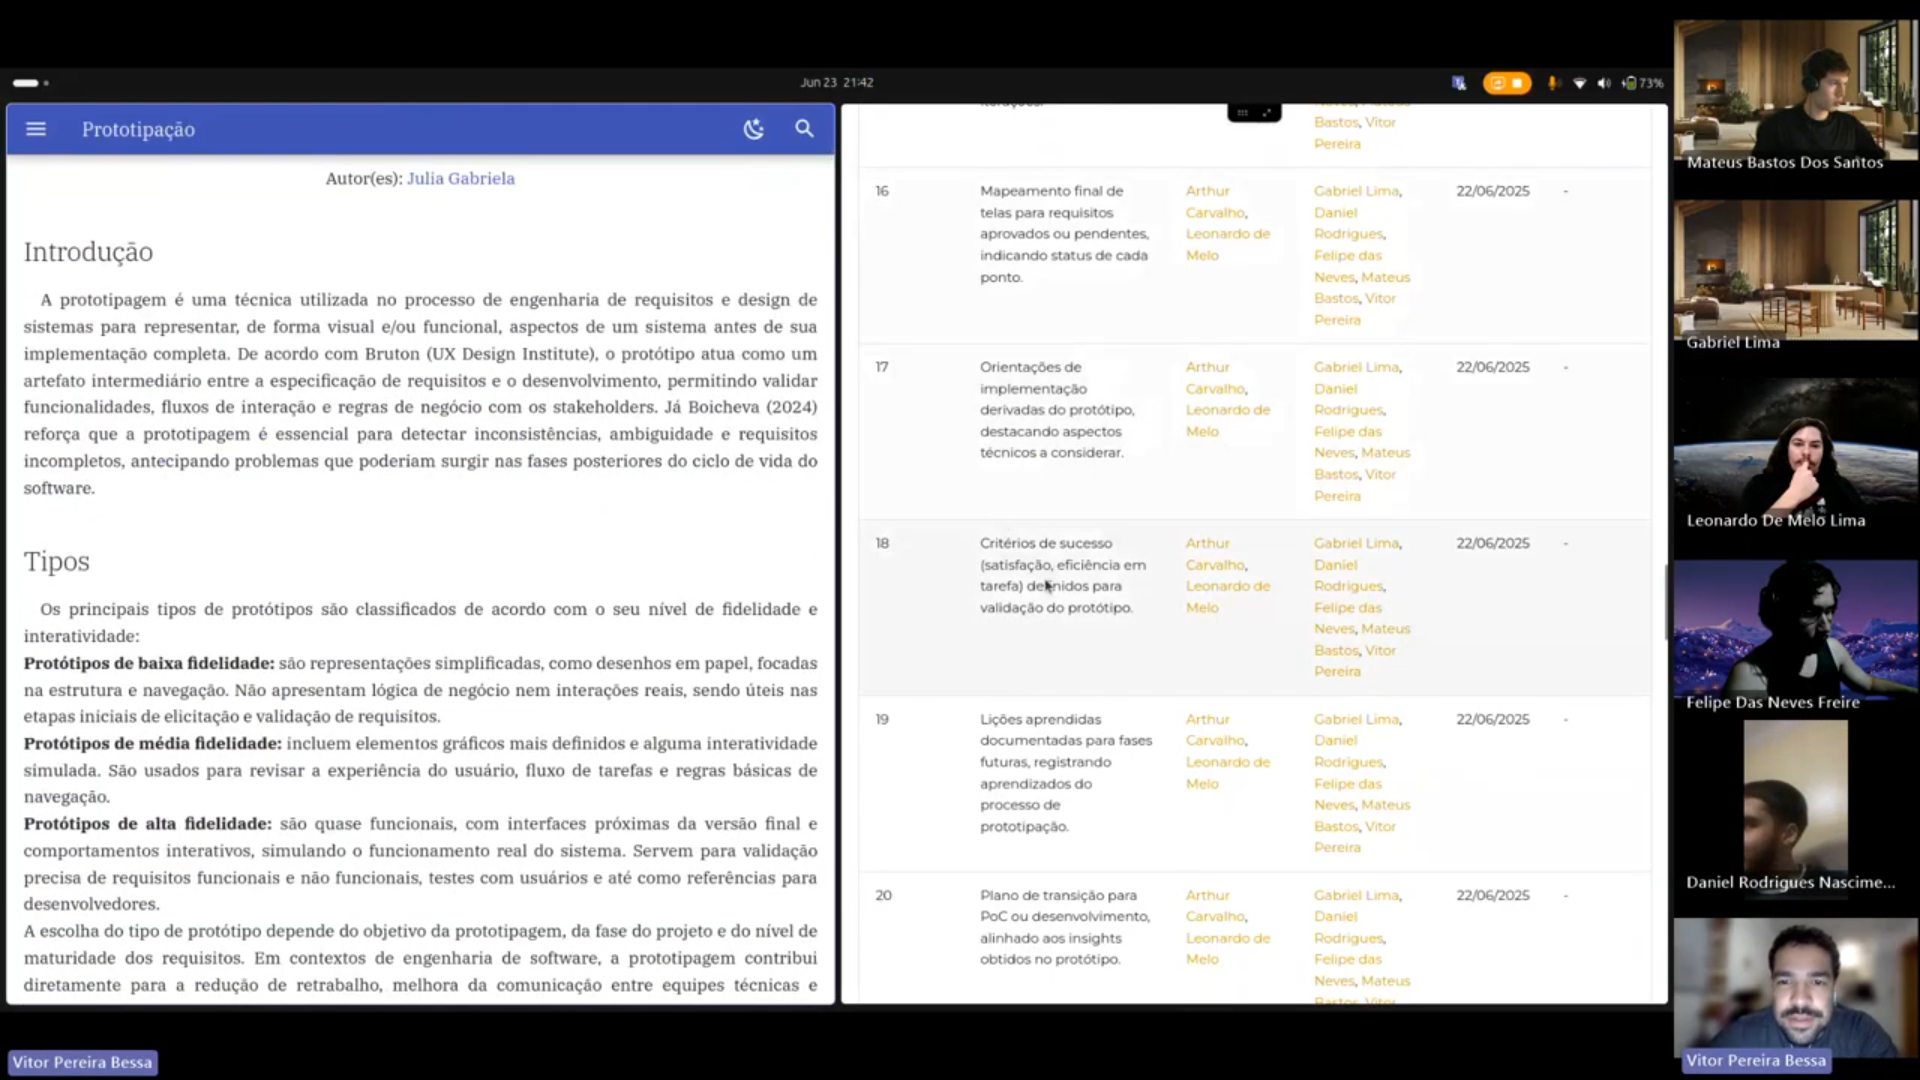 Jun 23 21:42
73%
Prototipação
Autor(es): Julia Gabriela
Introdução
A prototipagem é uma técnica utilizada no processo de engenharia de requisitos e design de
sistemas para representar, de forma visual e/ou funcional, aspectos de um sistema antes de sua
implementação completa. De acordo com Bruton (UX Design Institute), o protótipo atua como um
artefato intermediário entre a especificação de requisitos e o desenvolvimento, permitindo validar
funcionalidades, fluxos de interação e regras de negócio com os stakeholders. Já Boicheva (2024)
reforça que a prototipagem é essencial para detectar inconsistências, ambiguidade e requisitos
incompletos, antecipando problemas que poderiam surgir nas fases posteriores do ciclo de vida do
software.
Tipos
Os principais tipos de protótipos são classificados de acordo com o seu nível de fidelidade e
interatividade:
Protótipos de baixa fidelidade: são representações simplificadas, como desenhos em papel, focadas
na estrutura e navegação. Não apresentam lógica de negócio nem interações reais, sendo úteis nas
etapas iniciais de elicitação e validação de requisitos.
Protótipos de média fidelidade: incluem elementos gráficos mais definidos e alguma interatividade
simulada. São usados para revisar a experiência do usuário, fluxo de tarefas e regras básicas de
navegação.
Protótipos de alta fidelidade: são quase funcionais, com interfaces próximas da versão final e
comportamentos interativos, simulando o funcionamento real do sistema. Servem para validação
precisa de requisitos funcionais e não funcionais, testes com usuários e até como referências para
desenvolvedores.
A escolha do tipo de protótipo depende do objetivo da prototipagem, da fase do projeto e do nível de
maturidade dos requisitos. Em contextos de engenharia de software, a prototipagem contribui
diretamente para a redução de retrabalho, melhora da comunicação entre equipes técnicas e
Bastos, Vitor
Pereira
16
Mapeamento final de
telas para requisitos
aprovados ou pendentes,
indicando status de cada
ponto.
Arthur
Carvalho,
Leonardo de
Melo
Gabriel Lima,
Daniel
Rodrigues,
Felipe das
Neves, Mateus
Bastos, Vitor
Pereira
22/06/2025
-
17
Orientações de
implementação
derivadas do protótipo,
destacando aspectos
técnicos a considerar.
Arthur
Carvalho,
Leonardo de
Melo
Gabriel Lima,
Daniel
Rodrigues,
Felipe das
Neves, Mateus
Bastos, Vitor
Pereira
22/06/2025
-
18
Critérios de sucesso
(satisfação, eficiência em
tarefa) definidos para
validação do protótipo.
Arthur
Carvalho,
Leonardo de
Melo
Gabriel Lima,
Daniel
Rodrigues,
Felipe das
Neves, Mateus
Bastos, Vitor
Pereira
22/06/2025
-
19
Lições aprendidas
documentadas para fases
futuras, registrando
aprendizados do
processo de
prototipação.
Arthur
Carvalho,
Leonardo de
Melo
Gabriel Lima,
Daniel
Rodrigues,
Felipe das
Neves, Mateus
Bastos, Vitor
Pereira
22/06/2025
-
20
Plano de transição para
PoC ou desenvolvimento,
alinhado aos insights
obtidos no protótipo.
Arthur
Carvalho,
Leonardo de
Melo
Gabriel Lima,
Daniel
Rodrigues,
Felipe das
Neves, Mateus
Bastos, Vitor
22/06/2025
-
Mateus Bastos Dos Santos
Gabriel Lima
Leonardo De Melo Lima
Felipe Das Neves Freire
Daniel Rodrigues Nascime...
Vitor Pereira Bessa
Vitor Pereira Bessa